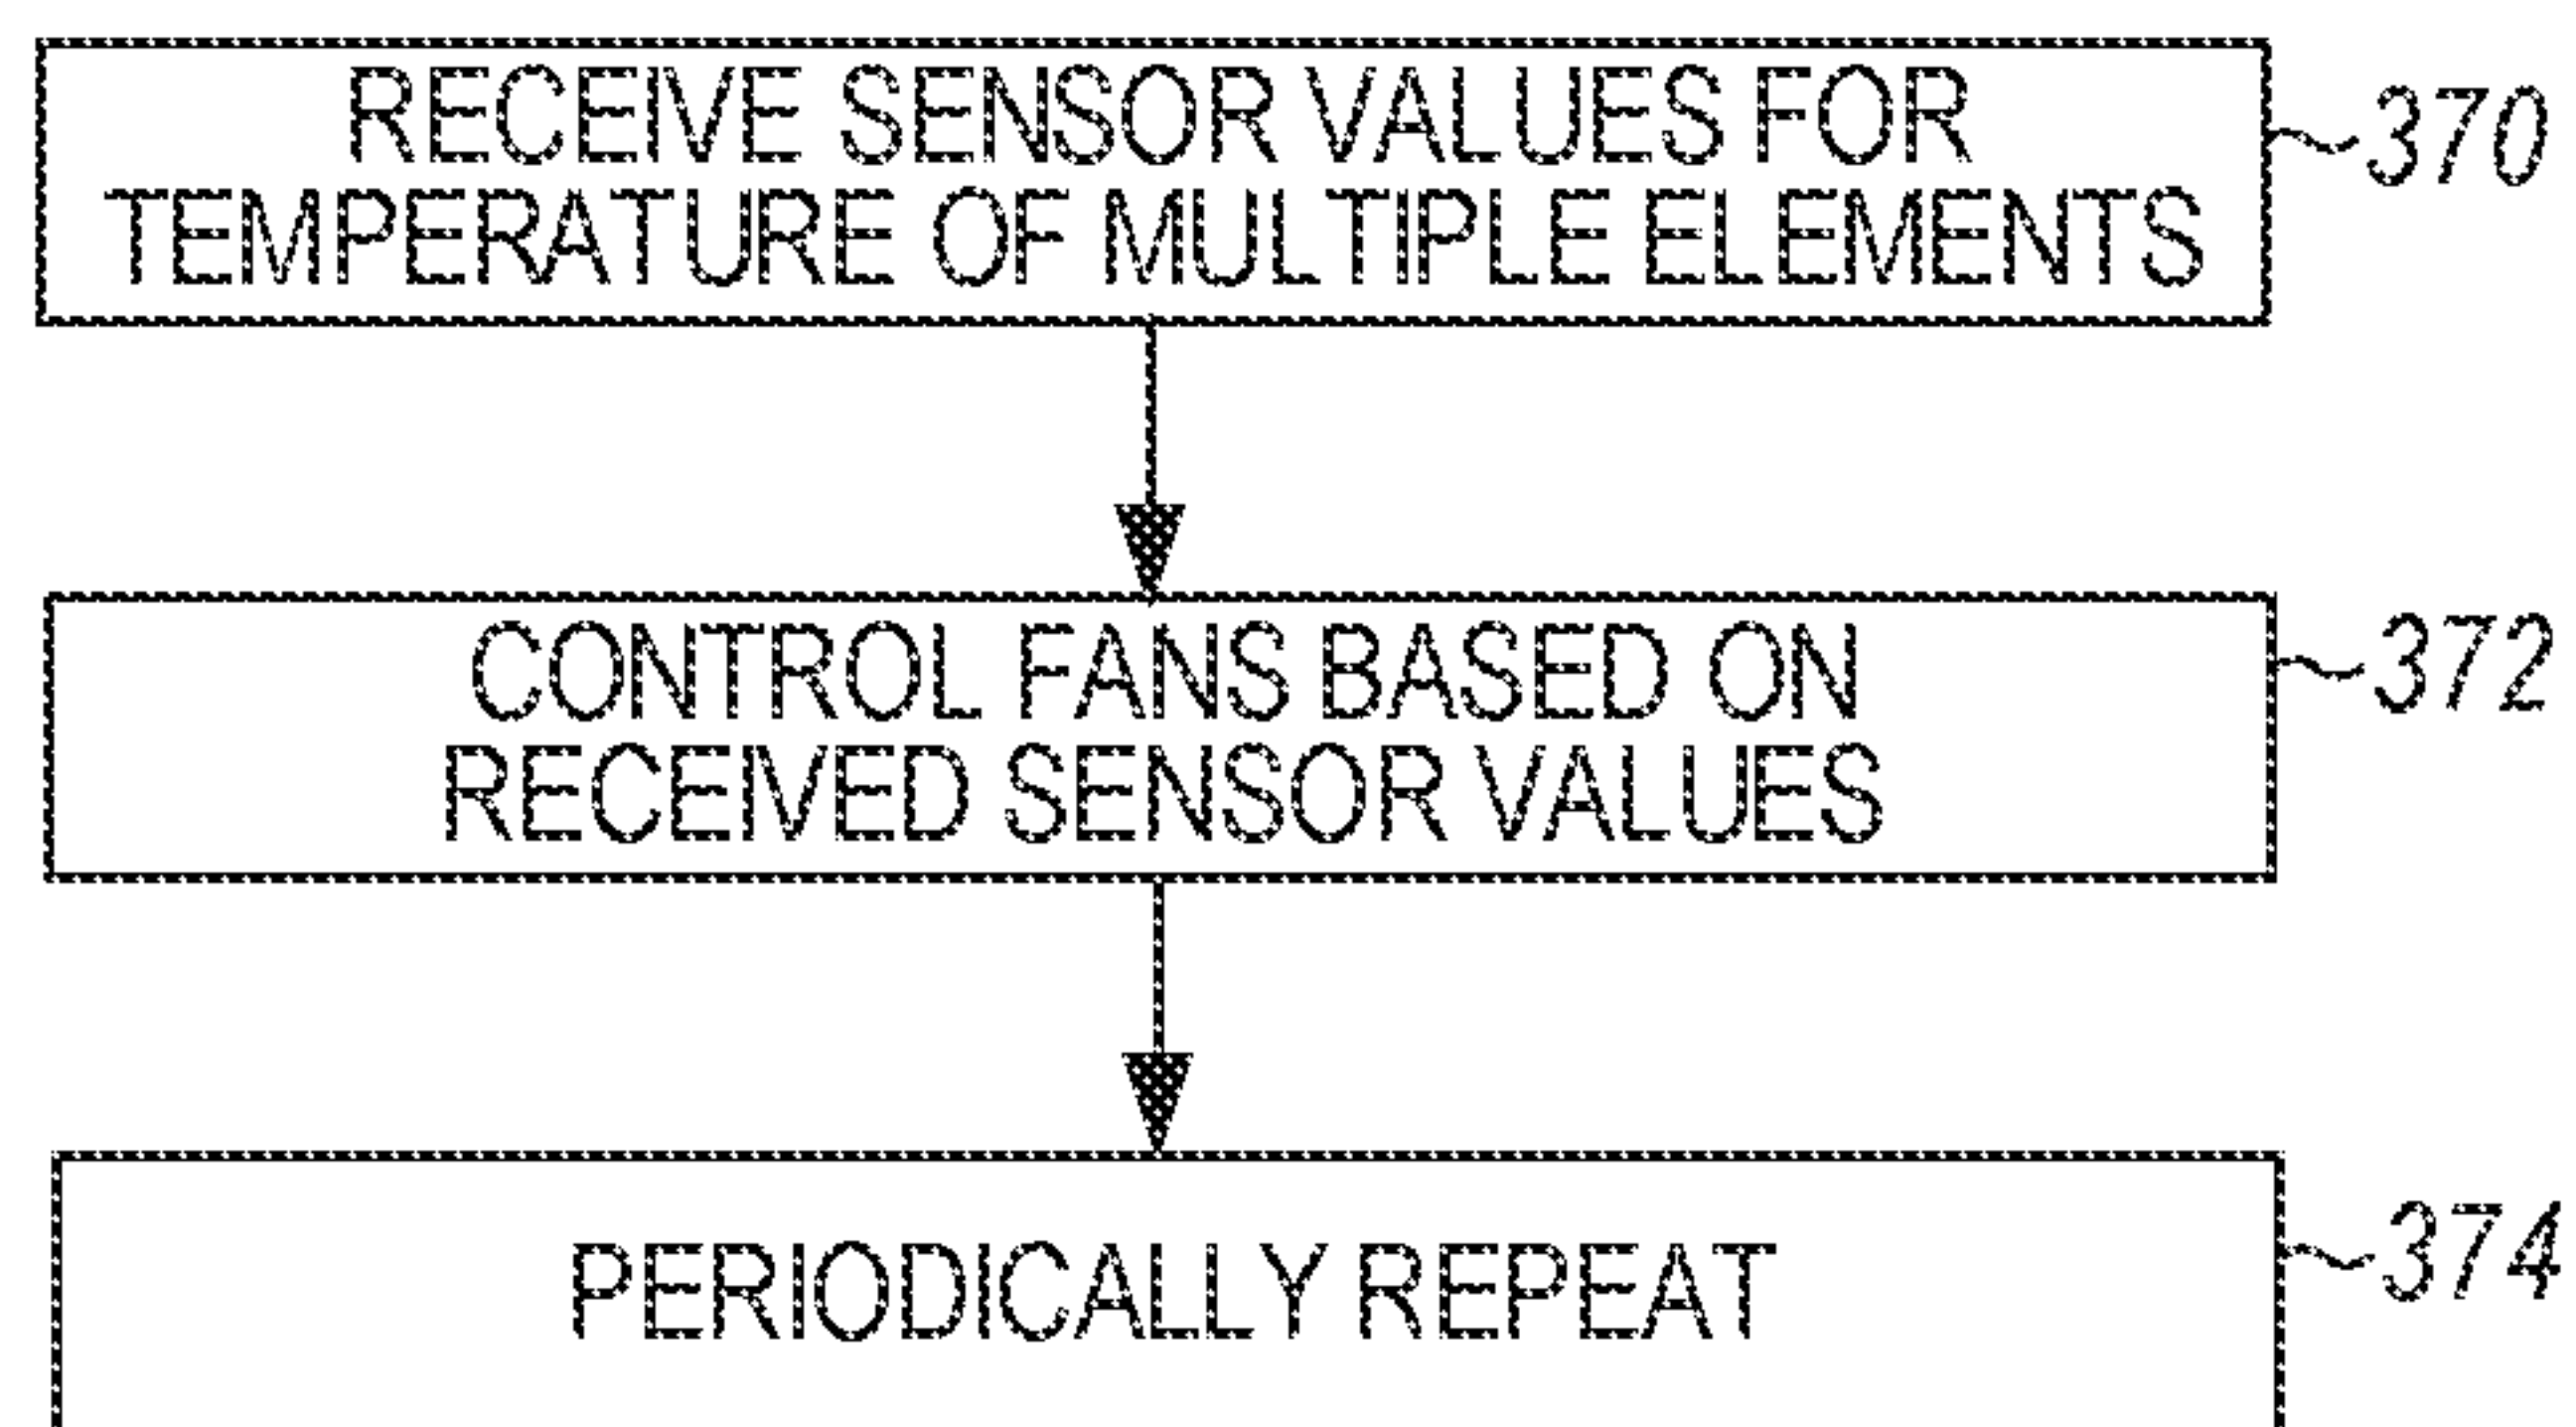 RECEIVE SENSOR VALUES FOR
TEMPERATURE OF MULTIPLE ELEMENTS
370
CONTROL FANS BASED ON
RECEIVED SENSOR VALUES
372
PERIODICALLY REPEAT
374